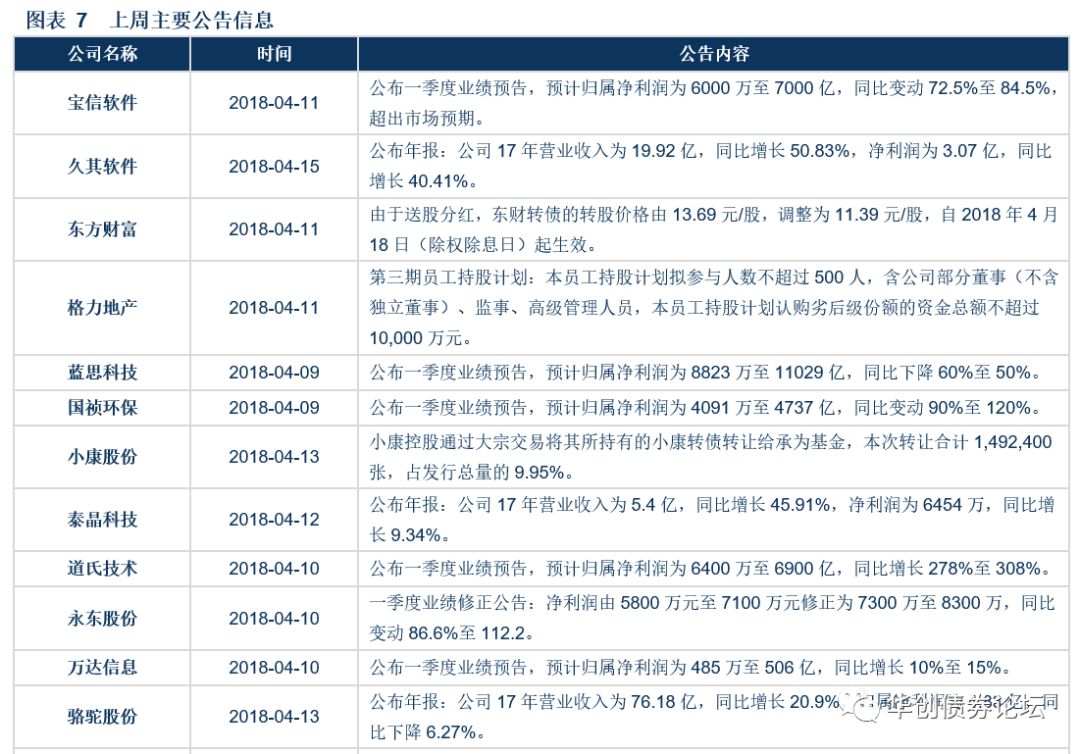 图表 7 上周主要公告信息
公司名称 时间 公告内容
宝信软件 2018-04-11 公布一季度业绩预告，预计归属净利润为 6000 万至 7000 亿，同比变动 72.5%至 84.5%，
超出市场预期。
久其软件 2018-04-15 公布年报：公司 17 年营业收入为 19.92 亿，同比增长 50.83%，净利润为 3.07 亿，同比
增长 40.41%。
东方财富 2018-04-11 由于送股分红，东财转债的转股价格由 13.69 元/股，调整为 11.39 元/股，自 2018 年 4 月
18 日（除权除息日）起生效。
格力地产 2018-04-11 第三期员工持股计划：本员工持股计划拟参与人数不超过 500 人，含公司部分董事（不含
独立董事）、监事、高级管理人员，本员工持股计划认购劣后级份额的资金总额不超过
10,000 万元。
蓝思科技 2018-04-09 公布一季度业绩预告，预计归属净利润为 8823 万至 11029 亿，同比下降 60%至 50%。
国祯环保 2018-04-09 公布一季度业绩预告，预计归属净利润为 4091 万至 4737 亿，同比变动 90%至 120%。
小康股份 2018-04-13 小康控股通过大宗交易将其所持有的小康转债转让给承为基金，本次转让合计 1,492,400
张，占发行总量的 9.95%。
泰晶科技 2018-04-12 公布年报：公司 17 年营业收入为 5.4 亿，同比增长 45.91%，净利润为 6454 万，同比增
长 9.34%。
道氏技术 2018-04-10 公布一季度业绩预告，预计归属净利润为 6400 万至 6900 亿，同比增长 278%至 308%。
永东股份 2018-04-10 一季度业绩修正公告：净利润由 5800 万元至 7100 万元修正为 7300 万至 8300 万，同比
变动 86.6%至 112.2。
万达信息 2018-04-10 公布一季度业绩预告，预计归属净利润为 485 万至 506 亿，同比增长 10%至 15%。
骆驼股份 2018-04-13 公布年报：公司 17 年营业收入为 76.18 亿，同比增长 20.9% 同
比下降 6.27%。
华创债券论坛